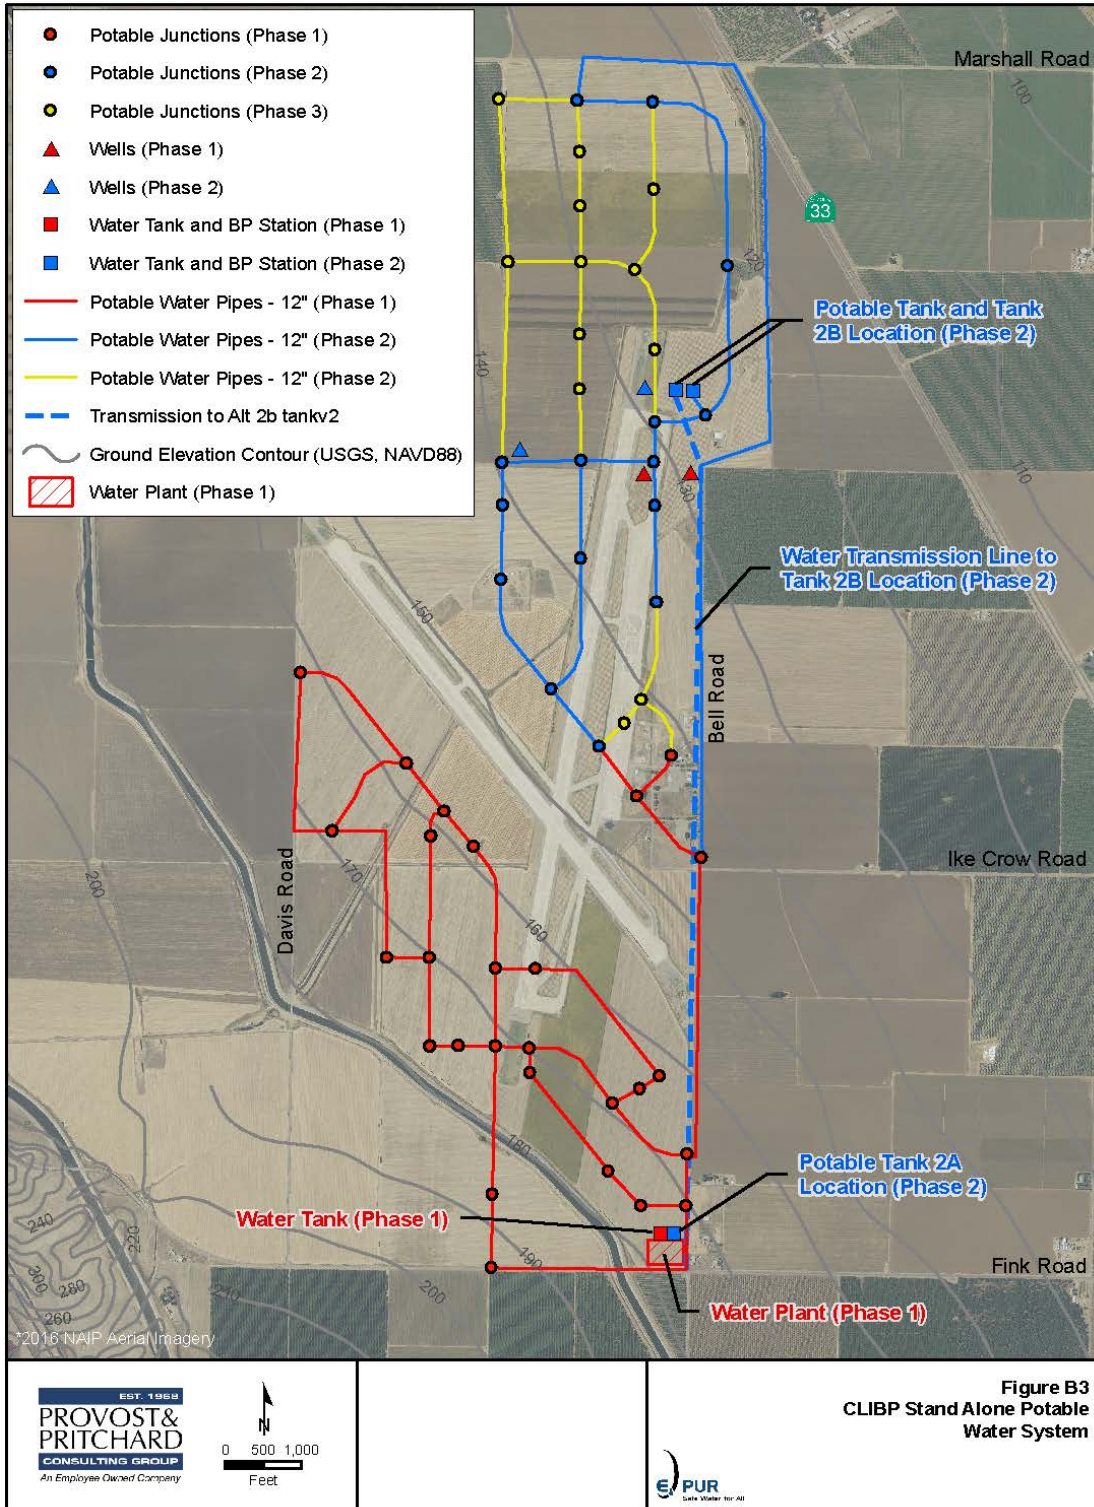 Potable Junctions (Phase 1)
Potable Junctions (Phase 2)
Potable Junctions (Phase 3)
Wells (Phase 1)
Wells (Phase 2)
Water Tank and BP Station (Phase 1)
Water Tank and BP Station (Phase 2)
Potable Water Pipes - 12" (Phase 1)
Potable Water Pipes - 12" (Phase 2)
Potable Water Pipes - 12" (Phase 2)
Transmission to Alt 2b tankv2
Ground Elevation Contour (USGS, NAVD88)
Water Plant (Phase 1)
Marshall Road
100
33
120
Potable Tank and Tank
2B Location (Phase 2)
140
110
130
Water Transmission Line to
Tank 2B Location (Phase 2)
150
Bell Road
Ike Crow Road
200
170
Davis Road
160
180
Potable Tank 2A
Location (Phase 2)
Water Tank (Phase 1)
240
220
190
Fink Road
300
280
210
200
260
Water Plant (Phase 1)
*2016 NAIP Aerial Imagery
EST. 1968
PROVOST&
PRITCHARD
CONSULTING GROUP
An Employee Owned Company
N
0 500 1,000
Feet
E PUR
Safe Water for All
Figure B3
CLIBP Stand Alone Potable
Water System